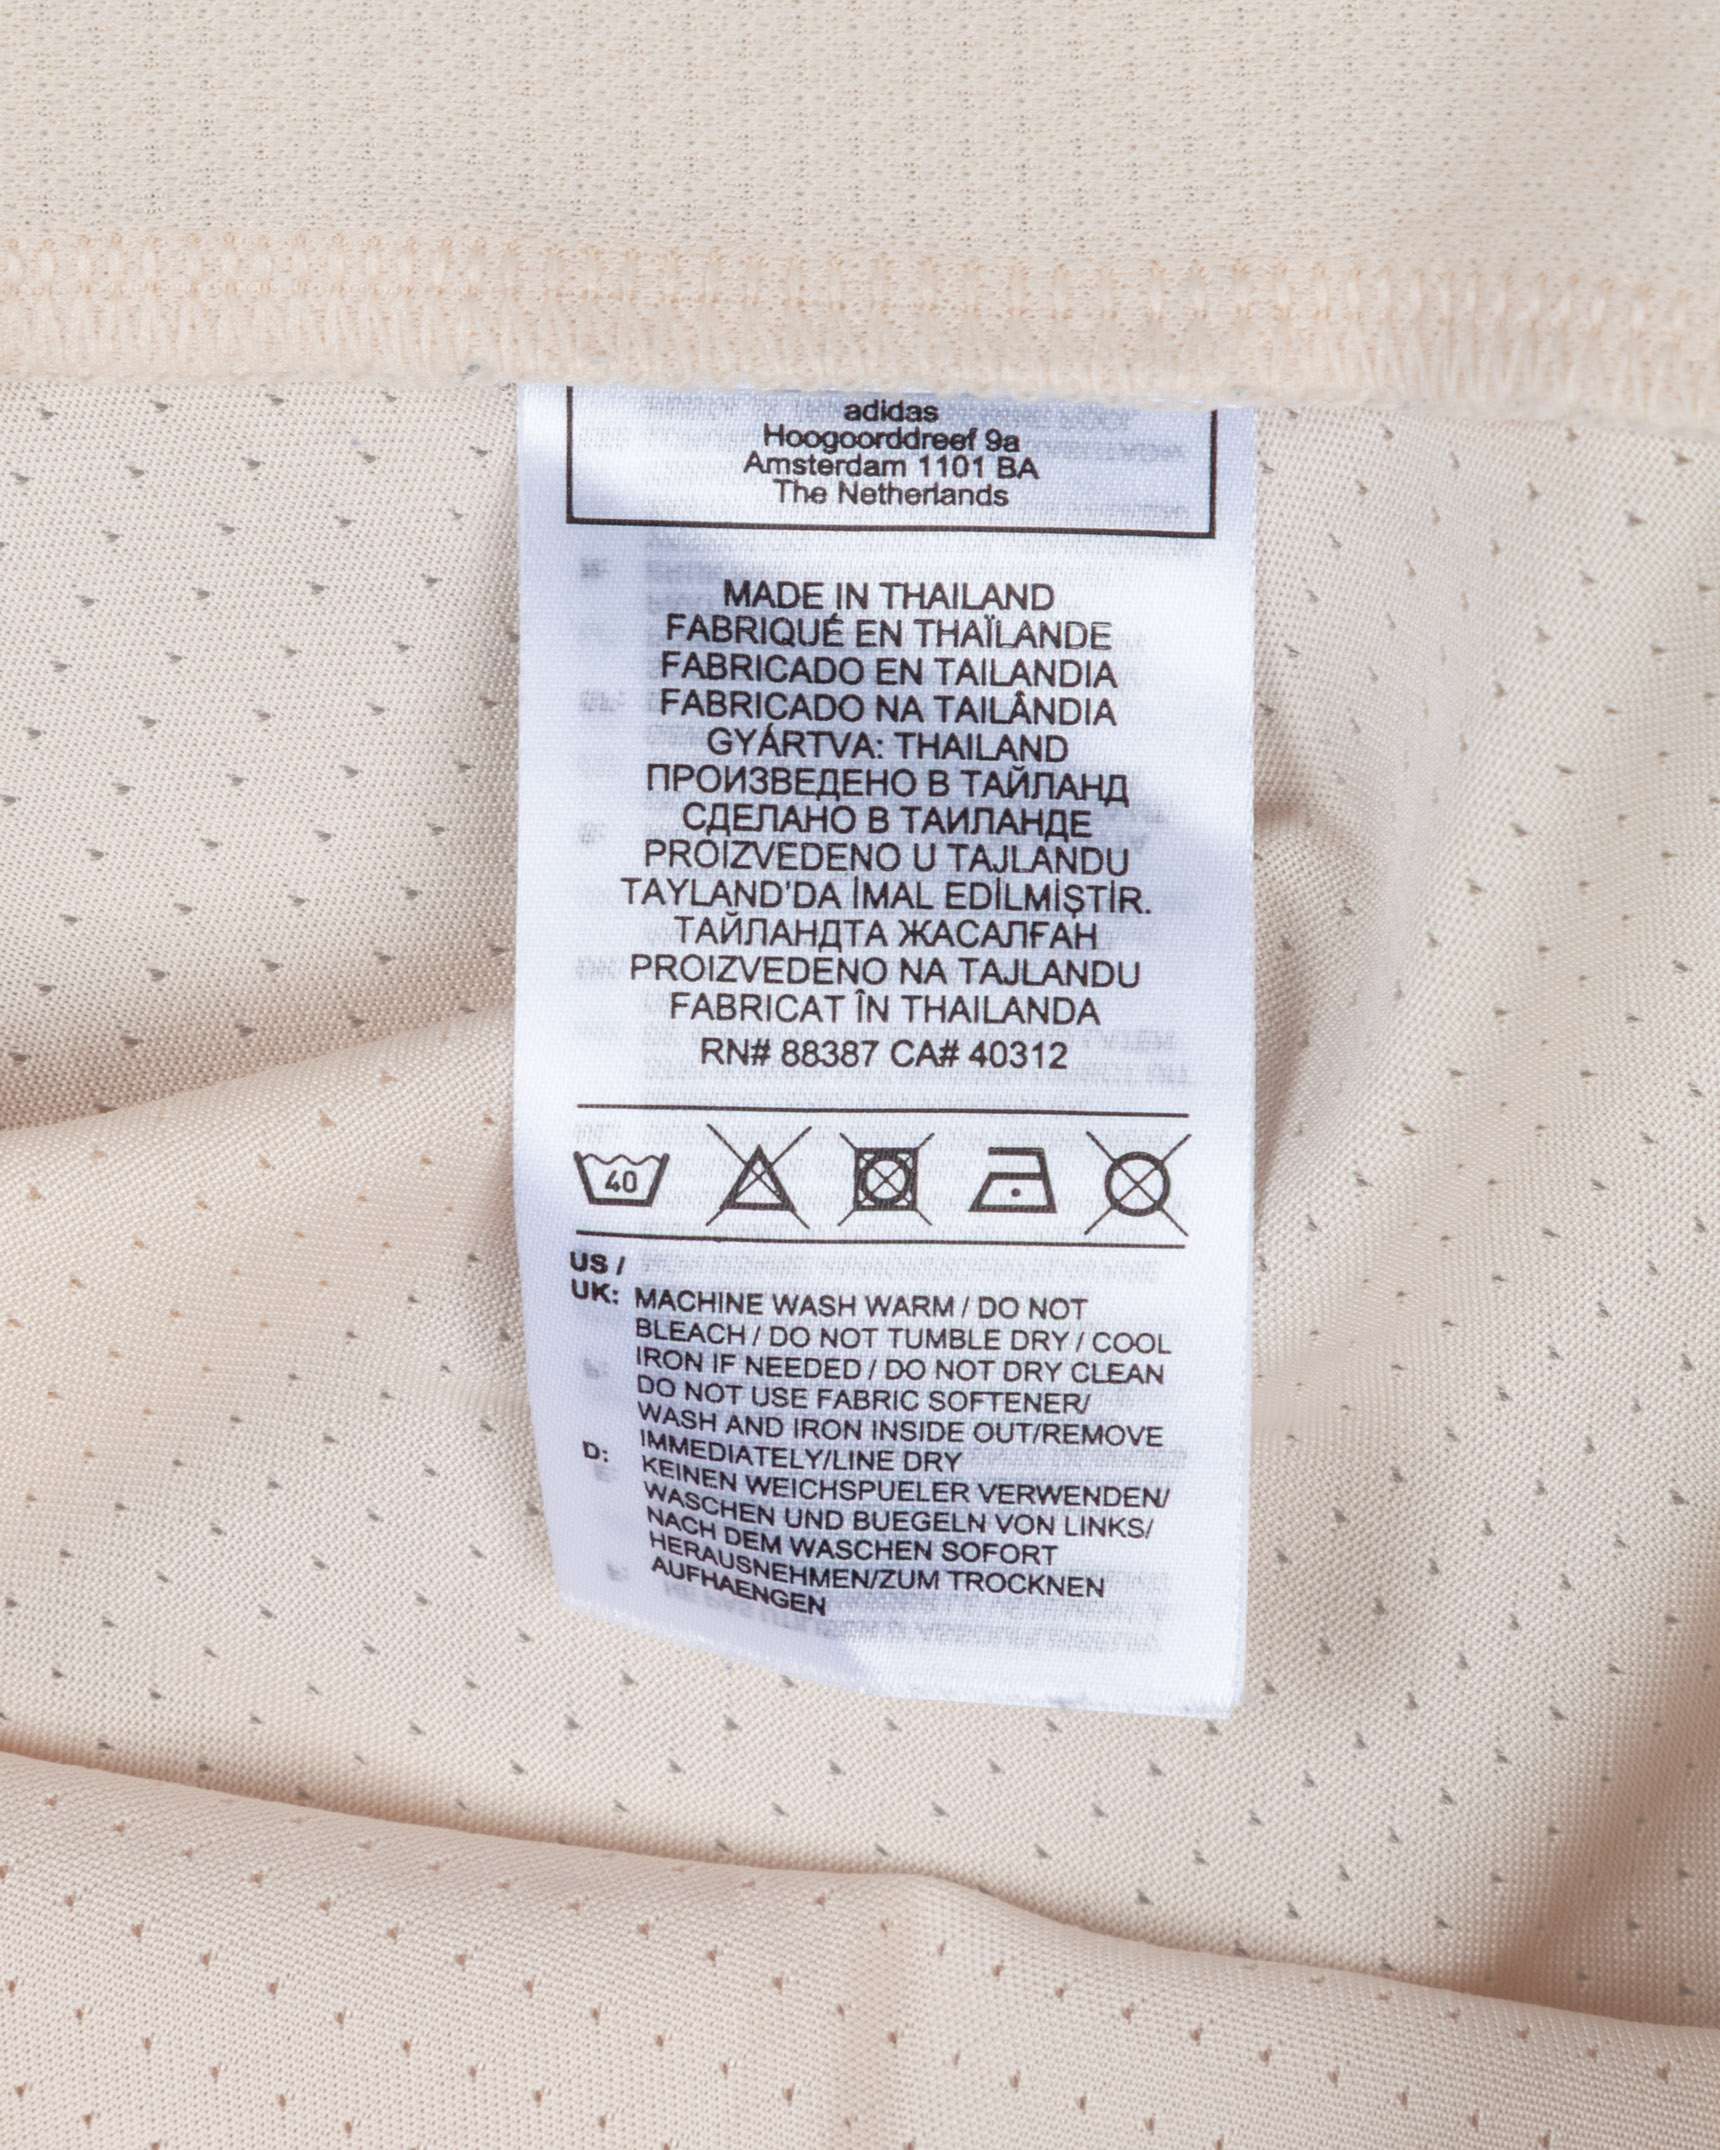 adidas
Hoogoorddreef 9a
Amsterdam 1101 BA
The Netherlands
MADE IN THAILAND
FABRIQUÉ EN THAÏLANDE
FABRICADO EN TAILANDIA
FABRICADO NA TAILÂNDIA
GYÁRTVA: THAILAND
ПРОИЗВЕДЕНО В ТАЙЛАНД
СДЕЛАНО В ТАИЛАНДЕ
PROIZVEDENO U TAJLANDU
TAYLAND'DA İMAL EDİLMİŞTİR.
ТАЙЛАНДТА ЖАСАЛҒАН
PROIZVEDENO NA TAJLANDU
FABRICAT ÎN THAILANDA
RN# 88387 CA# 40312
40
US /
UK: MACHINE WASH WARM / DO NOT
BLEACH / DO NOT TUMBLE DRY / COOL
IRON IF NEEDED / DO NOT DRY CLEAN
DO NOT USE FABRIC SOFTENER/
WASH AND IRON INSIDE OUT/REMOVE
IMMEDIATELY/LINE DRY
D: KEINEN WEICHSPUELER VERWENDEN/
WASCHEN UND BUEGELN VON LINKS/
NACH DEM WASCHEN SOFORT
HERAUSNEHMEN/ZUM TROCKNEN
AUFHAENGEN